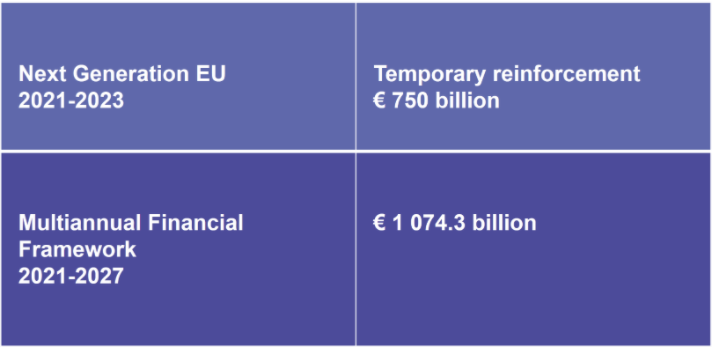 Next Generation EU
2021-2023
Temporary reinforcement
€ 750 billion
Multiannual Financial
Framework
2021-2027
€ 1 074.3 billion